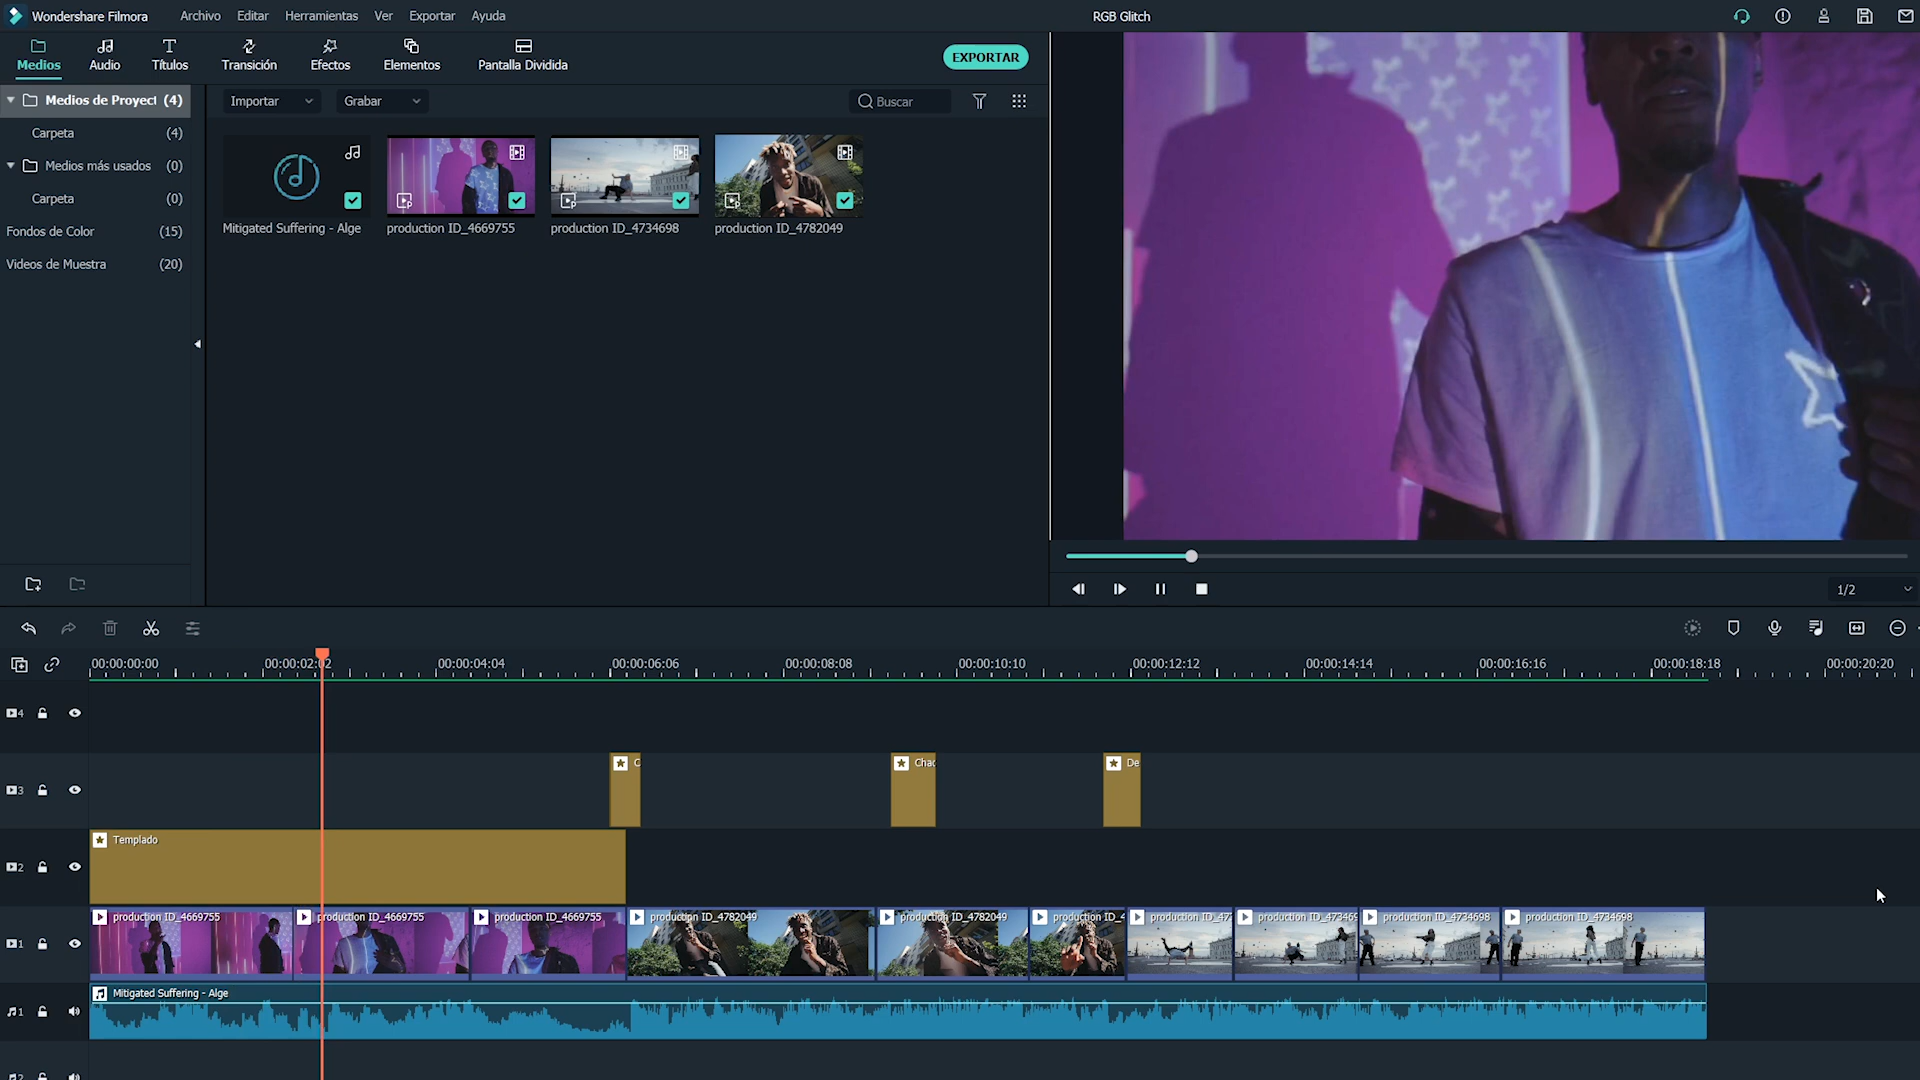 Wondershare Filmora
Archivo Editar Herramientas Ver Exportar Ayuda
RGB Glitch
Medios Audio Títulos Transición Efectos Elementos Pantalla Dividida
EXPORTAR
Medios de Proyect (4)
Carpeta (4)
Medios más usados (0)
Carpeta (0)
Fondos de Color (15)
Videos de Muestra (20)
Importar Grabar Buscar
Mitigated Suffering - Alge production ID_4669755 production ID_4734698 production ID_4782049
1/2
00:00:00:00 00:00:02:02 00:00:04:04 00:00:06:06 00:00:08:08 00:00:10:10 00:00:12:12 00:00:14:14 00:00:16:16 00:00:18:18 00:00:20:20
4
3 C Chac De
2 Templado
1 production ID_4669755 production ID_4669755 production ID_4669755 production ID_4782049 production ID_4782049 production ID_4 production ID_473 production ID_473469 production ID_4734698 production ID_4734698
1 Mitigated Suffering - Alge
2